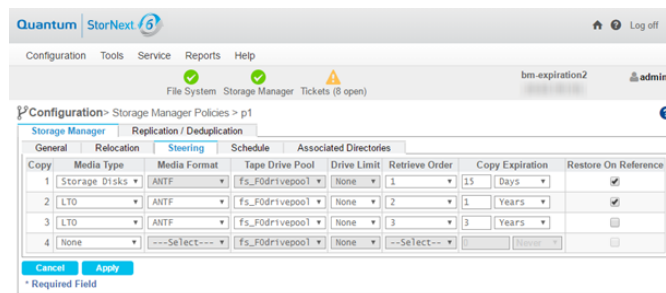 Quantum StorNext 6 Log off
Configuration Tools Service Reports Help
File System Storage Manager Tickets (8 open) bm-expiration2 admin
Configuration> Storage Manager Policies > p1
Storage Manager Replication / Deduplication
General Relocation Steering Schedule Associated Directories
Copy Media Type Media Format Tape Drive Pool Drive Limit Retrieve Order Copy Expiration Restore On Reference
1 Storage Disks ANTF fs_F0drivepool None 1 15 Days
2 LTO ANTF fs_F0drivepool None 2 1 Years
3 LTO ANTF fs_F0drivepool None 3 3 Years
4 None ---Select--- fs_F0drivepool None --Select-- 0 Never
Cancel Apply
* Required Field